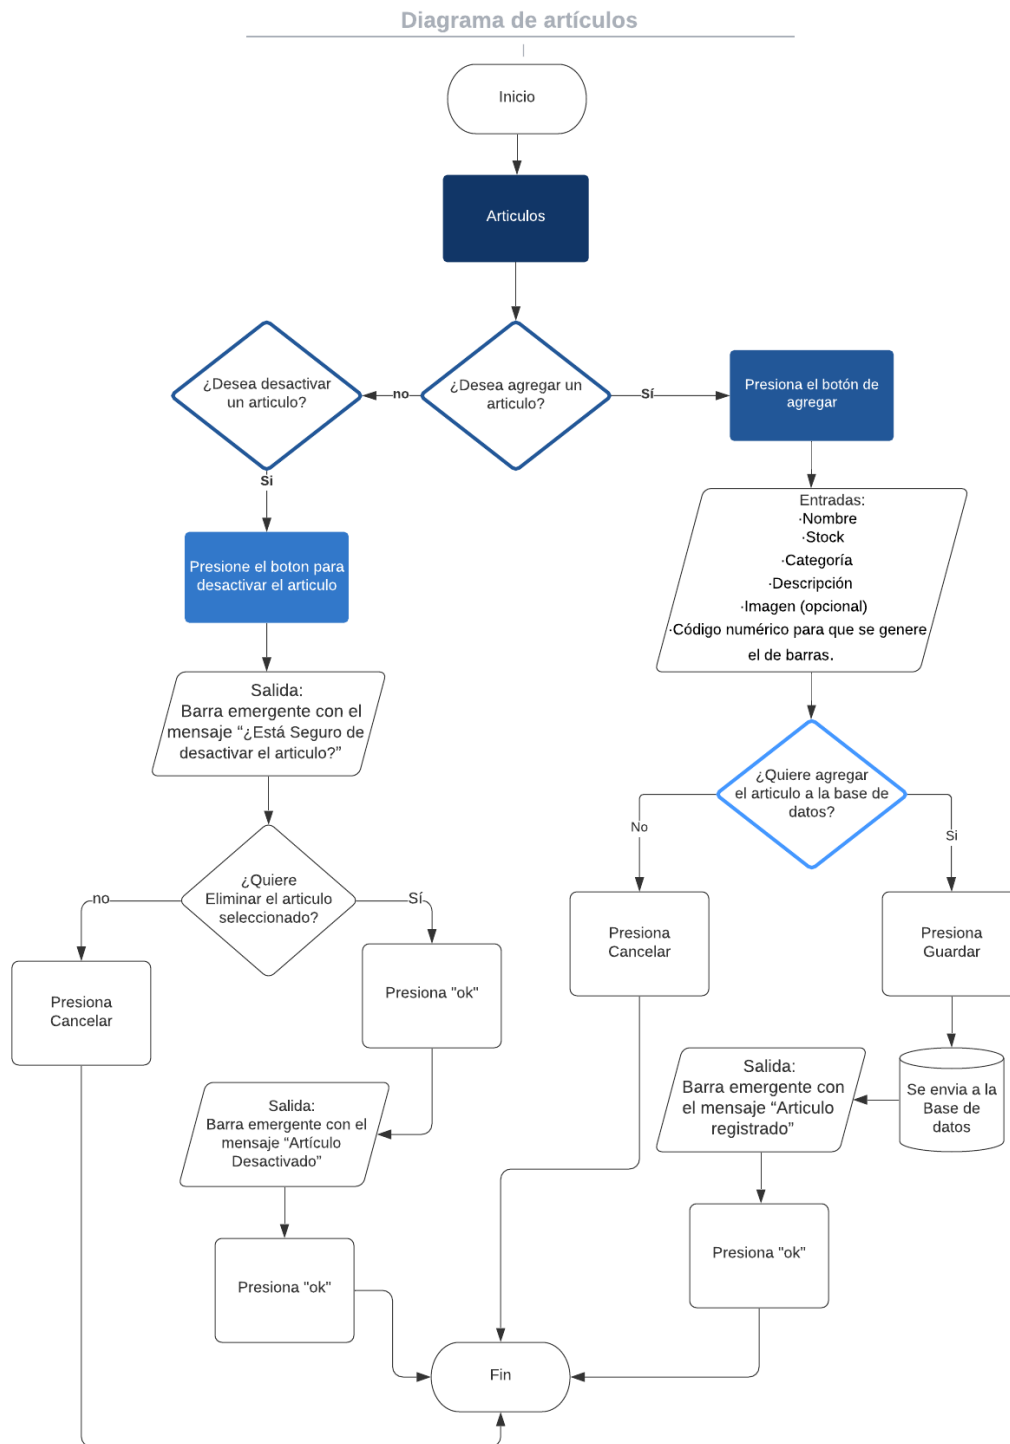 Diagrama de artículos
Inicio
Articulos
¿Desea desactivar
un articulo?
no
¿Desea agregar un
articulo?
Sí
Presiona el botón de
agregar
Si
Entradas:
·Nombre
·Stock
·Categoría
·Descripción
·Imagen (opcional)
·Código numérico para que se genere
el de barras.
Presione el boton para
desactivar el articulo
Salida:
Barra emergente con el
mensaje “¿Está Seguro de
desactivar el articulo?”
¿Quiere agregar
el articulo a la base de
datos?
No
Si
¿Quiere
Eliminar el articulo
seleccionado?
no
Sí
Presiona
Cancelar
Presiona
Guardar
Presiona
Cancelar
Presiona "ok"
Salida:
Barra emergente con
el mensaje “Articulo
registrado”
Se envia a la
Base de
datos
Salida:
Barra emergente con el
mensaje “Artículo
Desactivado”
Presiona "ok"
Presiona "ok"
Fin